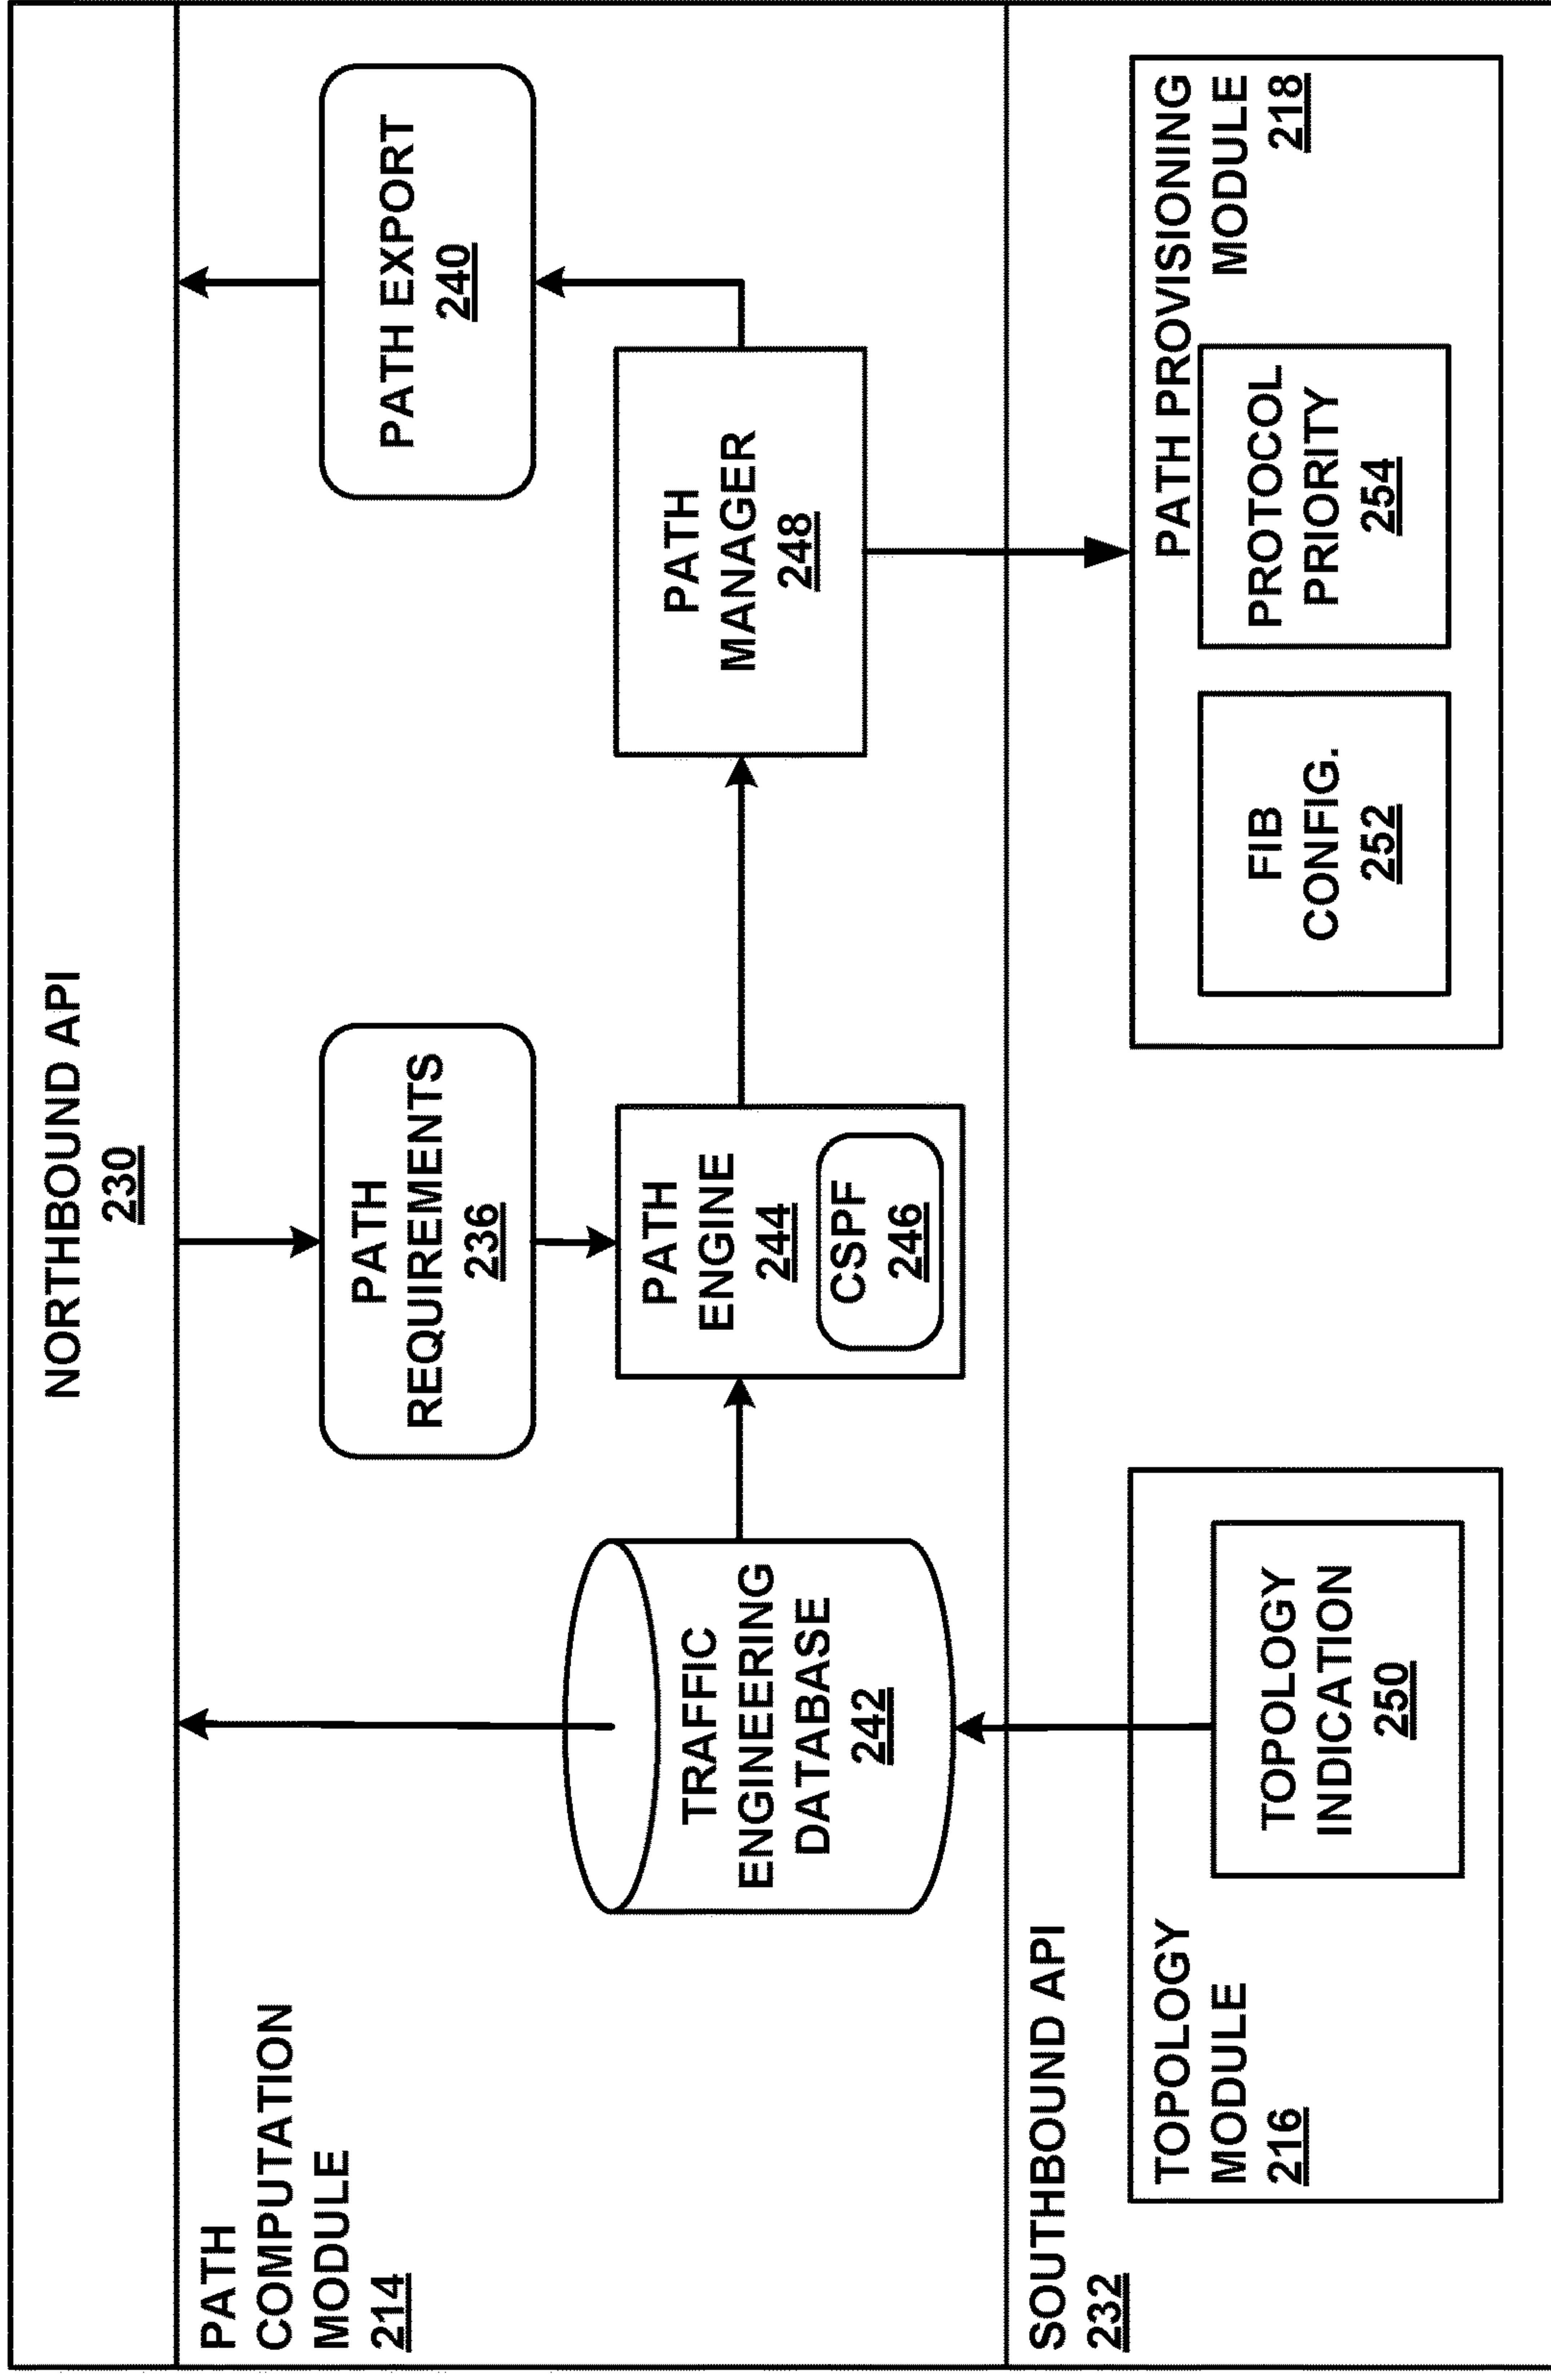 NORTHBOUND API
230
PATH
COMPUTATION
MODULE
214
PATH
REQUIREMENTS
236
PATH EXPORT
240
TRAFFIC
ENGINEERING
DATABASE
242
PATH
ENGINE
244
CSPF
246
PATH
MANAGER
248
SOUTHBOUND API
232
TOPOLOGY
MODULE
216
TOPOLOGY
INDICATION
250
PATH PROVISIONING
MODULE
218
FIB
CONFIG.
252
PROTOCOL
PRIORITY
254